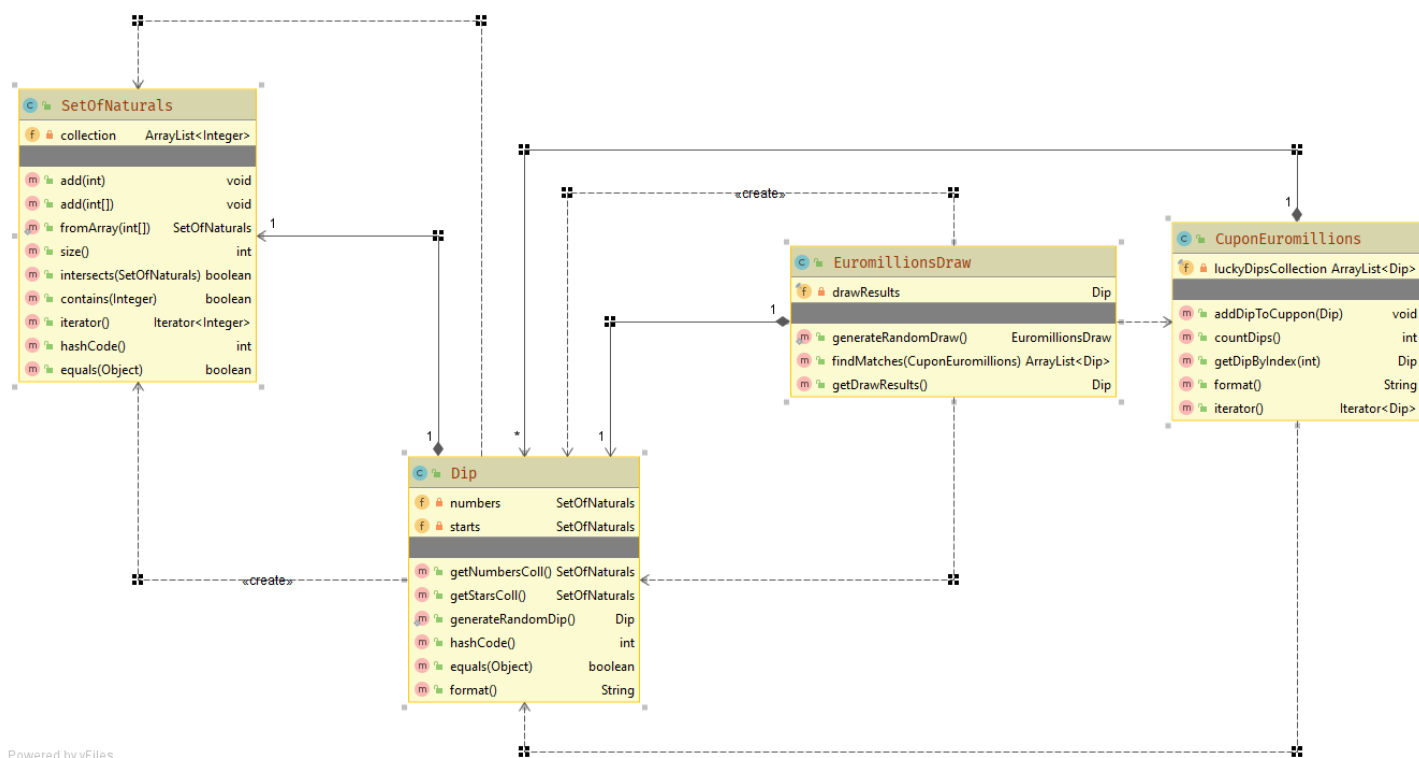 SetOfNaturals
collection ArrayList<Integer>
add(int) void
add(int[]) void
fromArray(int[]) SetOfNaturals
size() int
intersects(SetOfNaturals) boolean
contains(Integer) boolean
iterator() Iterator<Integer>
hashCode() int
equals(Object) boolean
1
1
«create»
Dip
numbers SetOfNaturals
starts SetOfNaturals
getNumbersColl() SetOfNaturals
getStarsColl() SetOfNaturals
generateRandomDip() Dip
hashCode() int
equals(Object) boolean
format() String
*
1
«create»
1
EuromillionsDraw
drawResults Dip
generateRandomDraw() EuromillionsDraw
findMatches(CuponEuromillions) ArrayList<Dip>
getDrawResults() Dip
1
CuponEuromillions
luckyDipsCollection ArrayList<Dip>
addDipToCuppon(Dip) void
countDips() int
getDipByIndex(int) Dip
format() String
iterator() Iterator<Dip>
Powered by yFiles